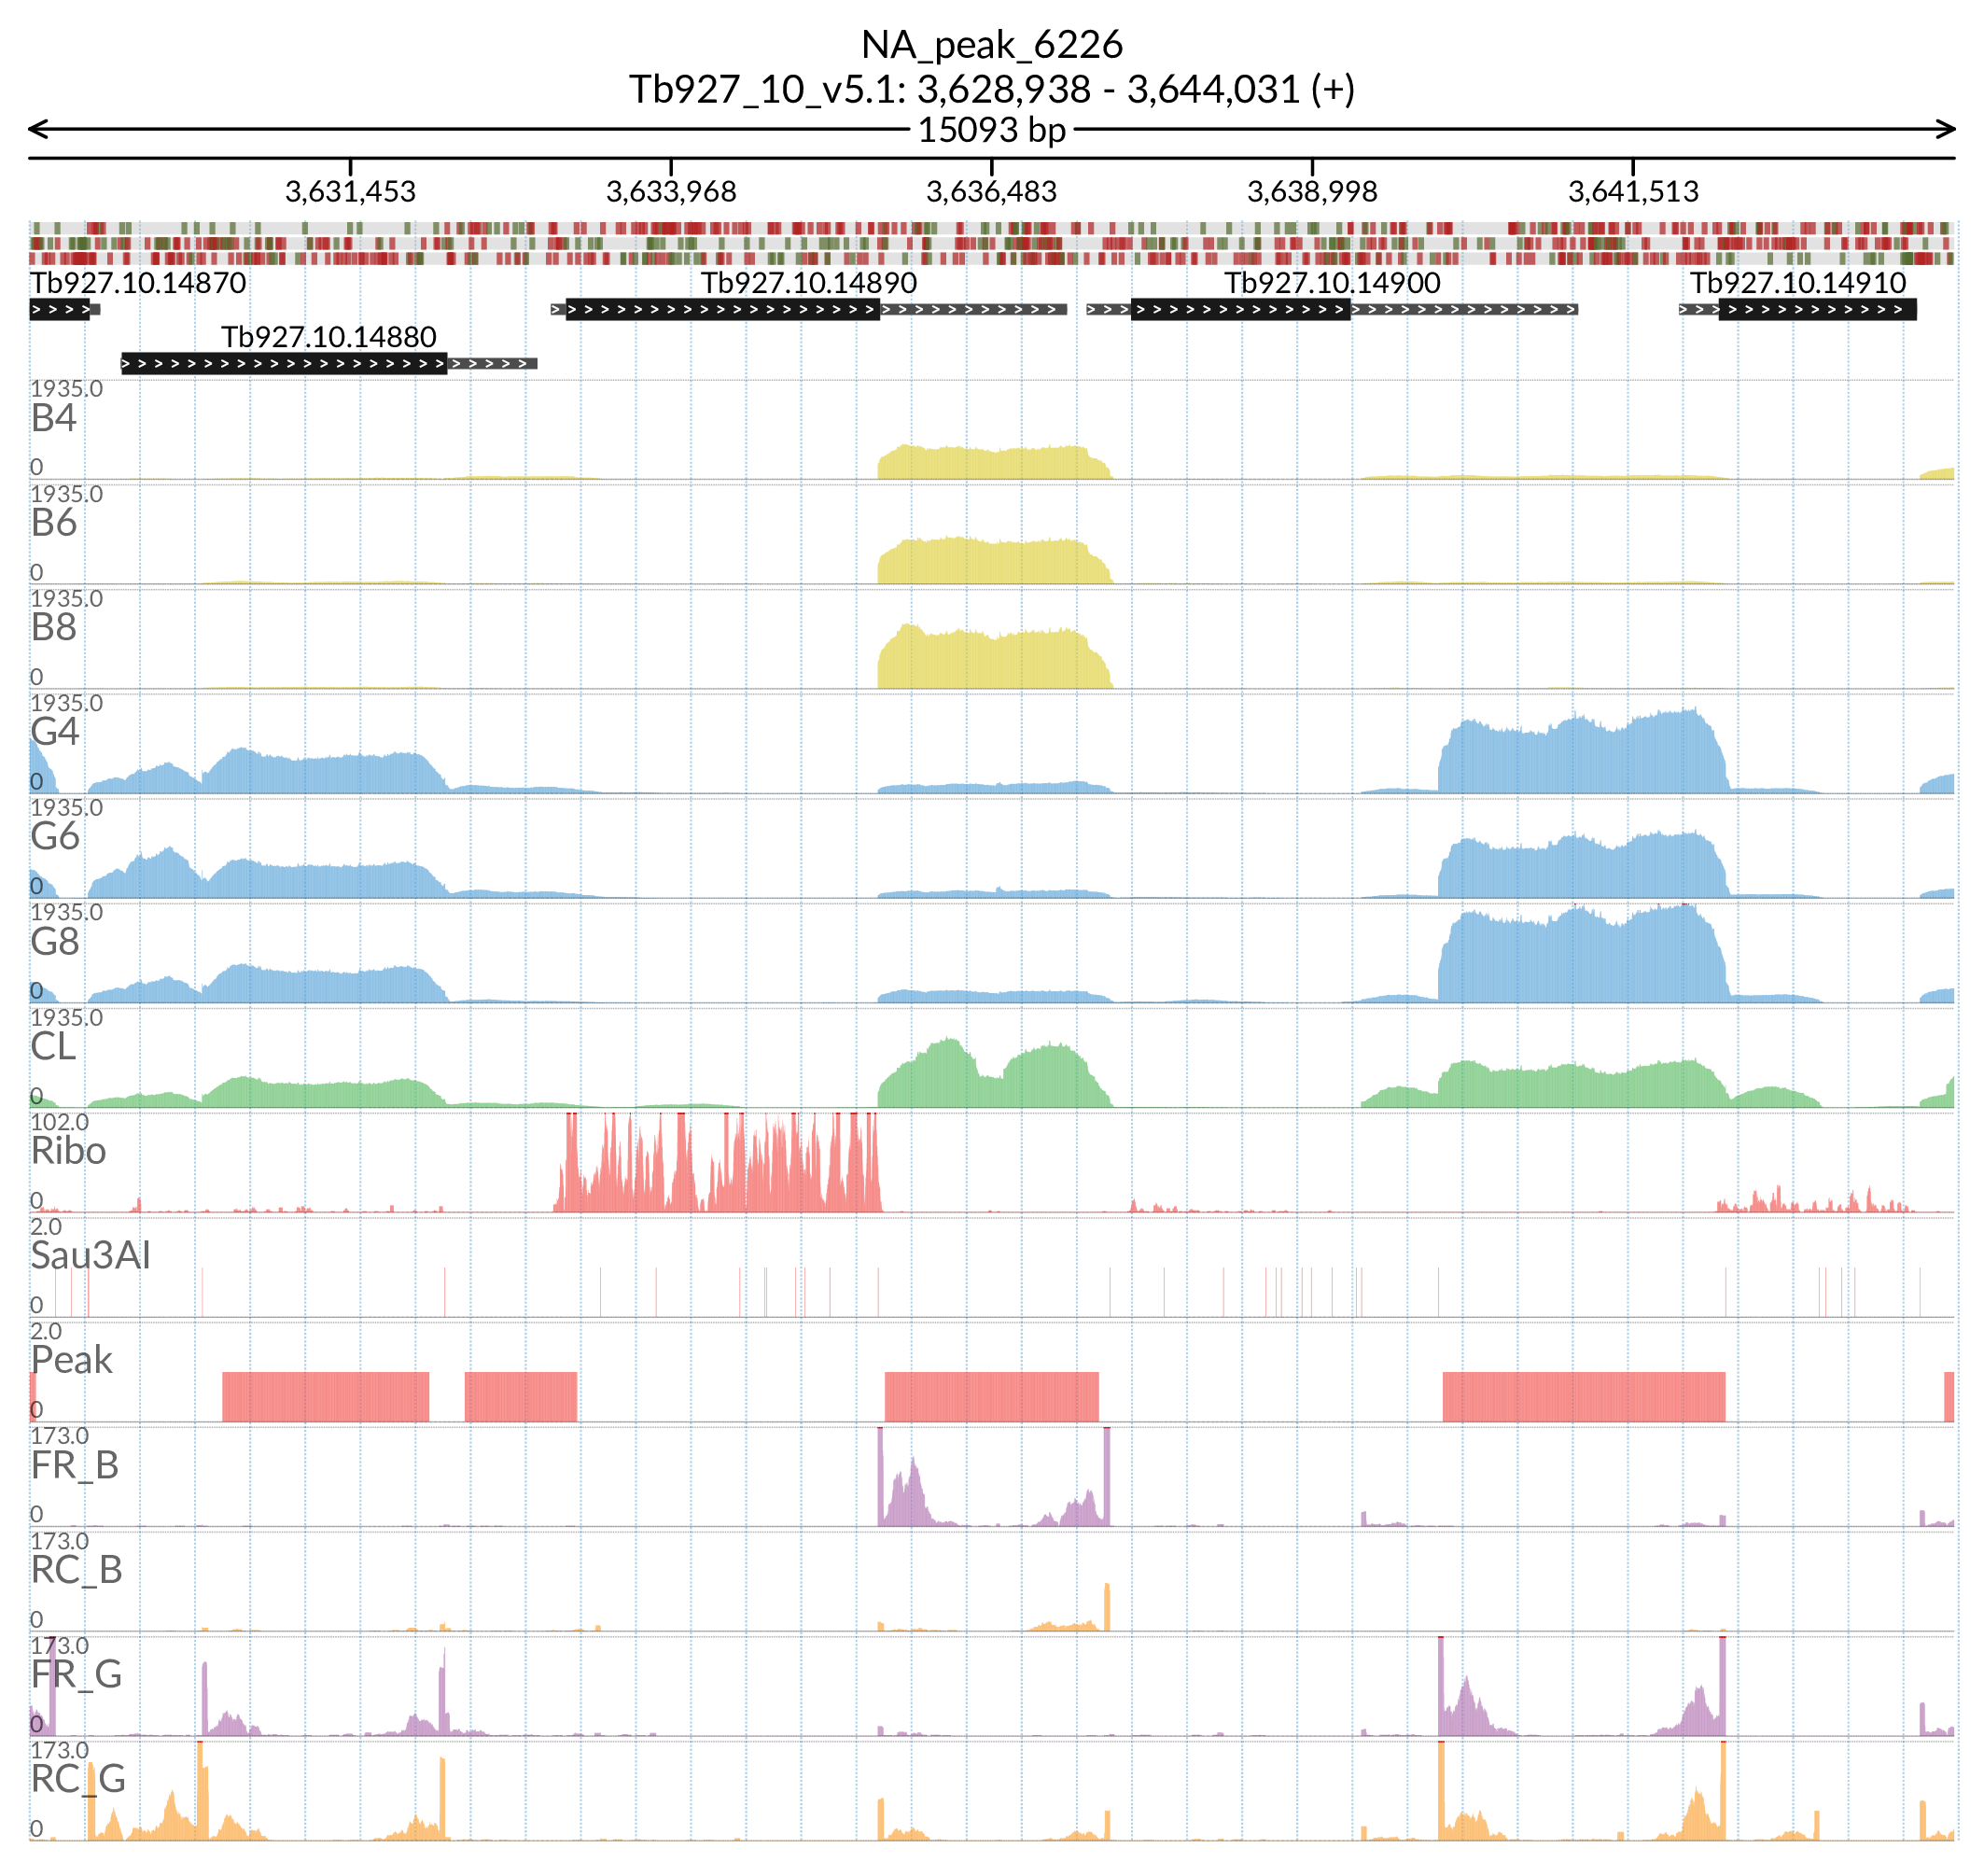 NA_peak_6226
Tb927_10_v5.1: 3,628,938 - 3,644,031 (+)
15093 bp
3,631,453 3,633,968 3,636,483 3,638,998 3,641,513
Tb927.10.14870 Tb927.10.14890 Tb927.10.14900 Tb927.10.14910
Tb927.10.14880
1935.0
B4
0
1935.0
B6
0
1935.0
B8
0
1935.0
G4
0
1935.0
G6
0
1935.0
G8
0
1935.0
CL
0
102.0
Ribo
0
2.0
Sau3AI
0
2.0
Peak
0
173.0
FR_B
0
173.0
RC_B
0
173.0
FR_G
0
173.0
RC_G
0